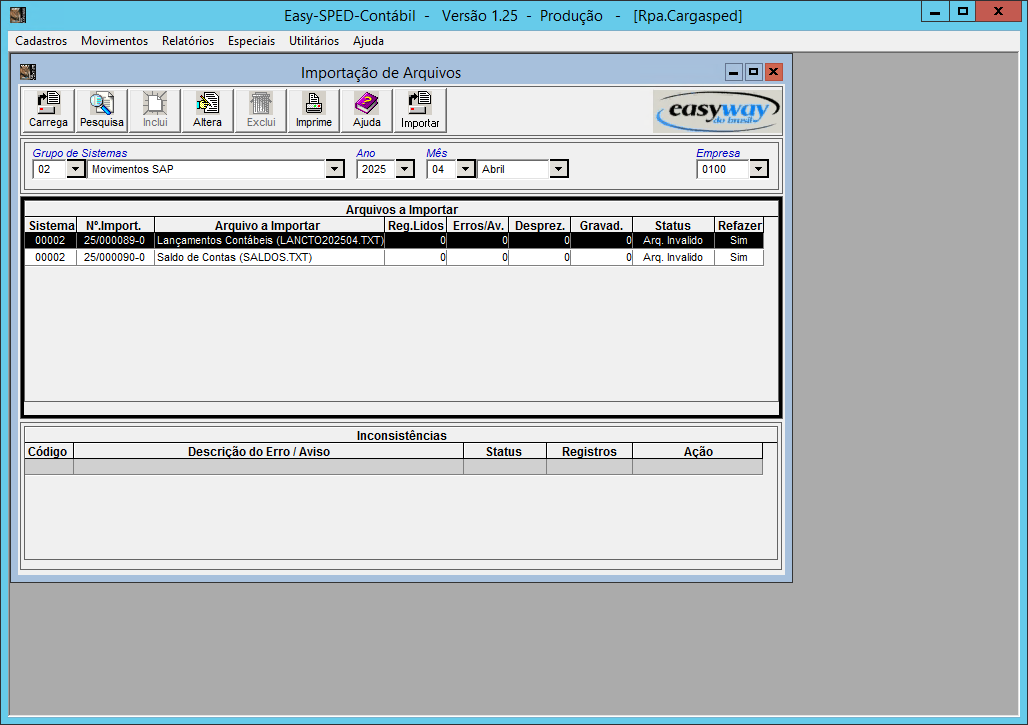 Easy-SPED-Contábil - Versão 1.25 - Produção - [Rpa.Cargasped]
Cadastros Movimentos Relatórios Especiais Utilitários Ajuda
Importação de Arquivos
Carrega Pesquisa Inclui Altera Exclui Imprime Ajuda Importar
easyway
do brasil
Grupo de Sistemas Ano Mês Empresa
02 Movimentos SAP 2025 04 Abril 0100
Arquivos a Importar
Sistema Nº.Import. Arquivo a Importar Reg.Lidos Erros/Av. Desprez. Gravad. Status Refazer
00002 25/000089-0 Lançamentos Contábeis (LANCTO202504.TXT) 0 0 0 0 Arq. Invalido Sim
00002 25/000090-0 Saldo de Contas (SALDOS.TXT) 0 0 0 0 Arq. Invalido Sim
Inconsistências
Código Descrição do Erro / Aviso Status Registros Ação